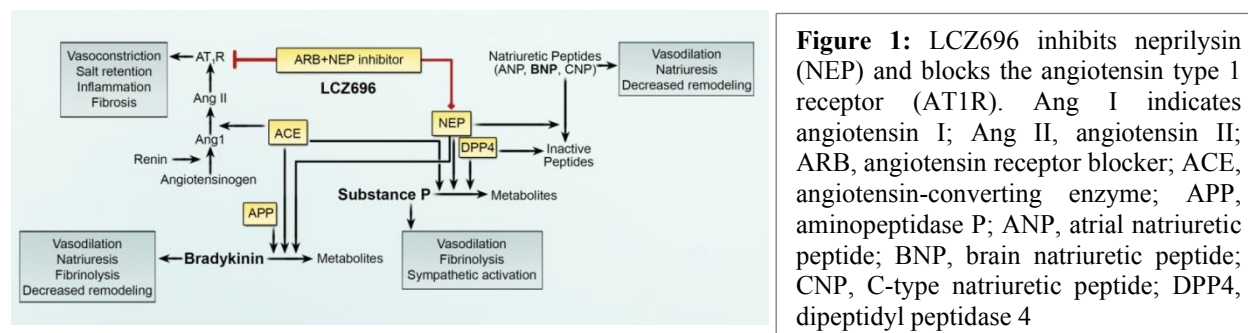 Vasoconstriction
Salt retention
Inflammation
Fibrosis
AT1R
ARB+NEP inhibitor
LCZ696
Natriuretic Peptides
(ANP, BNP, CNP)
Vasodilation
Natriuresis
Decreased remodeling
Ang II
Ang1
ACE
NEP
DPP4
Inactive
Peptides
Renin
Angiotensinogen
Substance P
Metabolites
APP
Vasodilation
Natriuresis
Fibrinolysis
Decreased remodeling
Bradykinin
Metabolites
Vasodilation
Fibrinolysis
Sympathetic activation
Figure 1: LCZ696 inhibits neprilysin
(NEP) and blocks the angiotensin type 1
receptor (AT1R). Ang I indicates
angiotensin I; Ang II, angiotensin II;
ARB, angiotensin receptor blocker; ACE,
angiotensin-converting enzyme; APP,
aminopeptidase P; ANP, atrial natriuretic
peptide; BNP, brain natriuretic peptide;
CNP, C-type natriuretic peptide; DPP4,
dipeptidyl peptidase 4